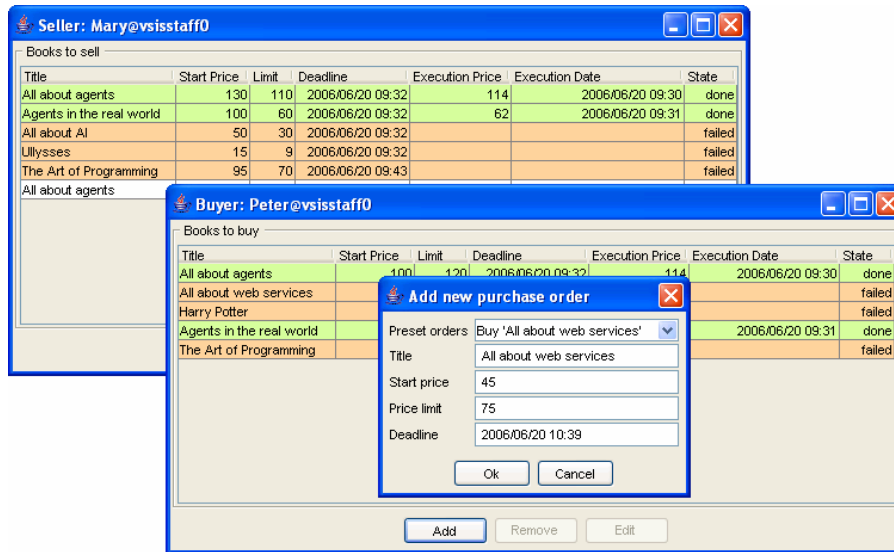 Seller: Mary@vsisstaff0
Books to sell
Title Start Price Limit Deadline Execution Price Execution Date State
All about agents 130 110 2006/06/20 09:32 114 2006/06/20 09:30 done
Agents in the real world 100 60 2006/06/20 09:32 62 2006/06/20 09:31 done
All about AI 50 30 2006/06/20 09:32 failed
Ullysses 15 9 2006/06/20 09:32 failed
The Art of Programming 95 70 2006/06/20 09:43 failed
All about agents
Buyer: Peter@vsisstaff0
Books to buy
Title Start Price Limit Deadline Execution Price Execution Date State
All about agents 100 120 2006/06/20 09:32 114 2006/06/20 09:30 done
All about web services failed
Harry Potter failed
Agents in the real world 2006/06/20 09:31 done
The Art of Programming failed
Add new purchase order
Preset orders Buy 'All about web services'
Title All about web services
Start price 45
Price limit 75
Deadline 2006/06/20 10:39
Ok Cancel
Add Remove Edit